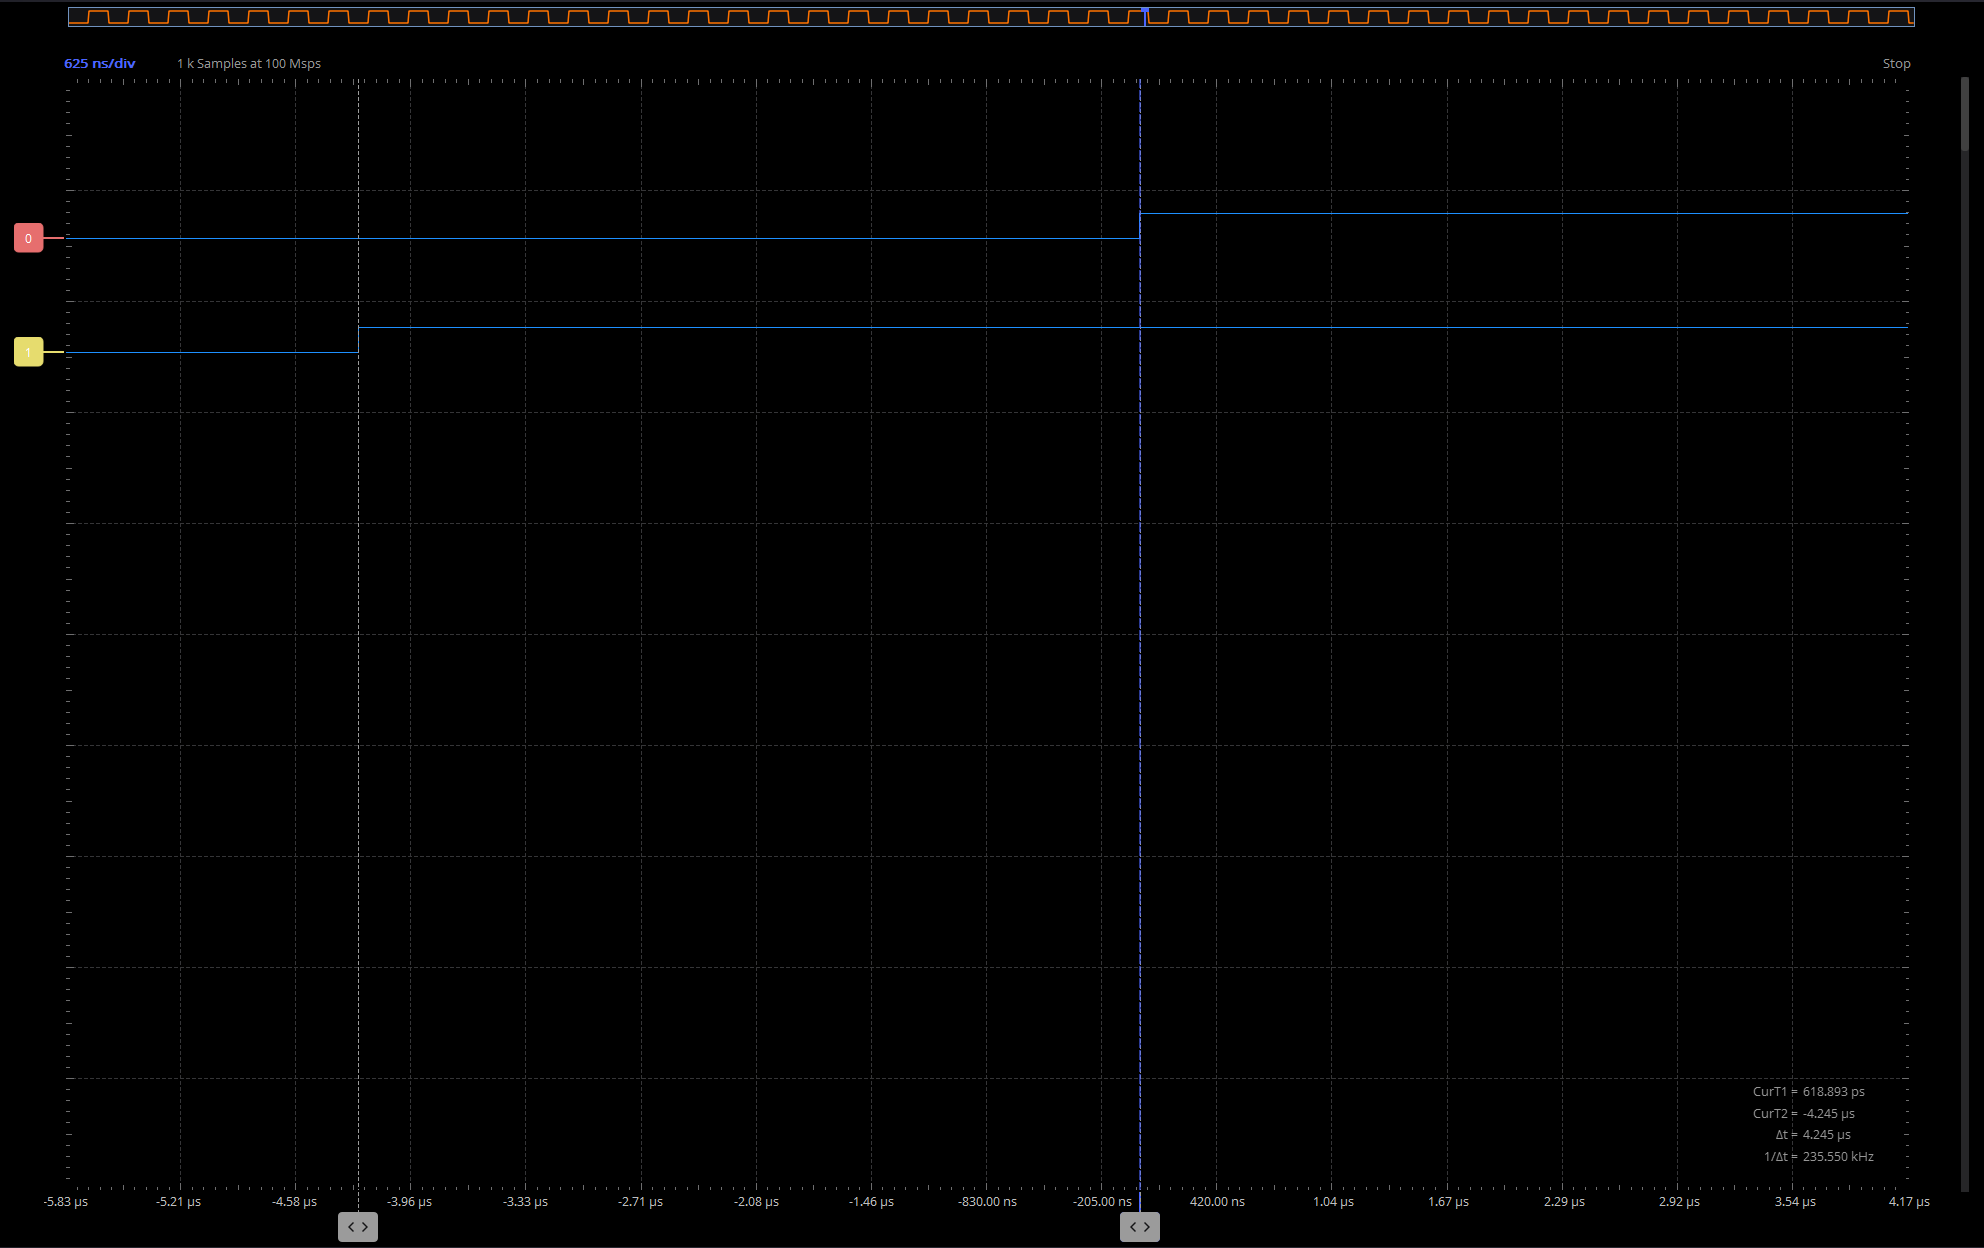 625 ns/div 1 k Samples at 100 Msps Stop
0
1
CurT1 = 618.893 ps
CurT2 = -4.245 µs
Δt = 4.245 µs
1/Δt = 235.550 kHz
-5.83 µs -5.21 µs -4.58 µs -3.96 µs -3.33 µs -2.71 µs -2.08 µs -1.46 µs -830.00 ns -205.00 ns 420.00 ns 1.04 µs 1.67 µs 2.29 µs 2.92 µs 3.54 µs 4.17 µs